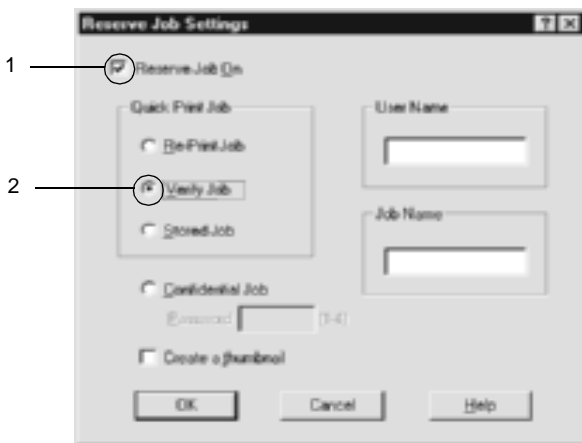 Reserve Job Settings
1
Reserve Job On
Quick Print Job
Re-Print Job
2
Verify Job
Stored Job
User Name
Job Name
Confidential Job
Password [1-4]
Create a thumbnail
OK
Cancel
Help